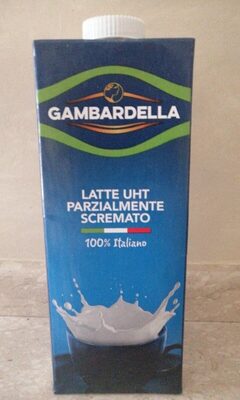 GAMBARDELLA
LATTE UHT
PARZIALMENTE
SCREMATO
100% Italiano